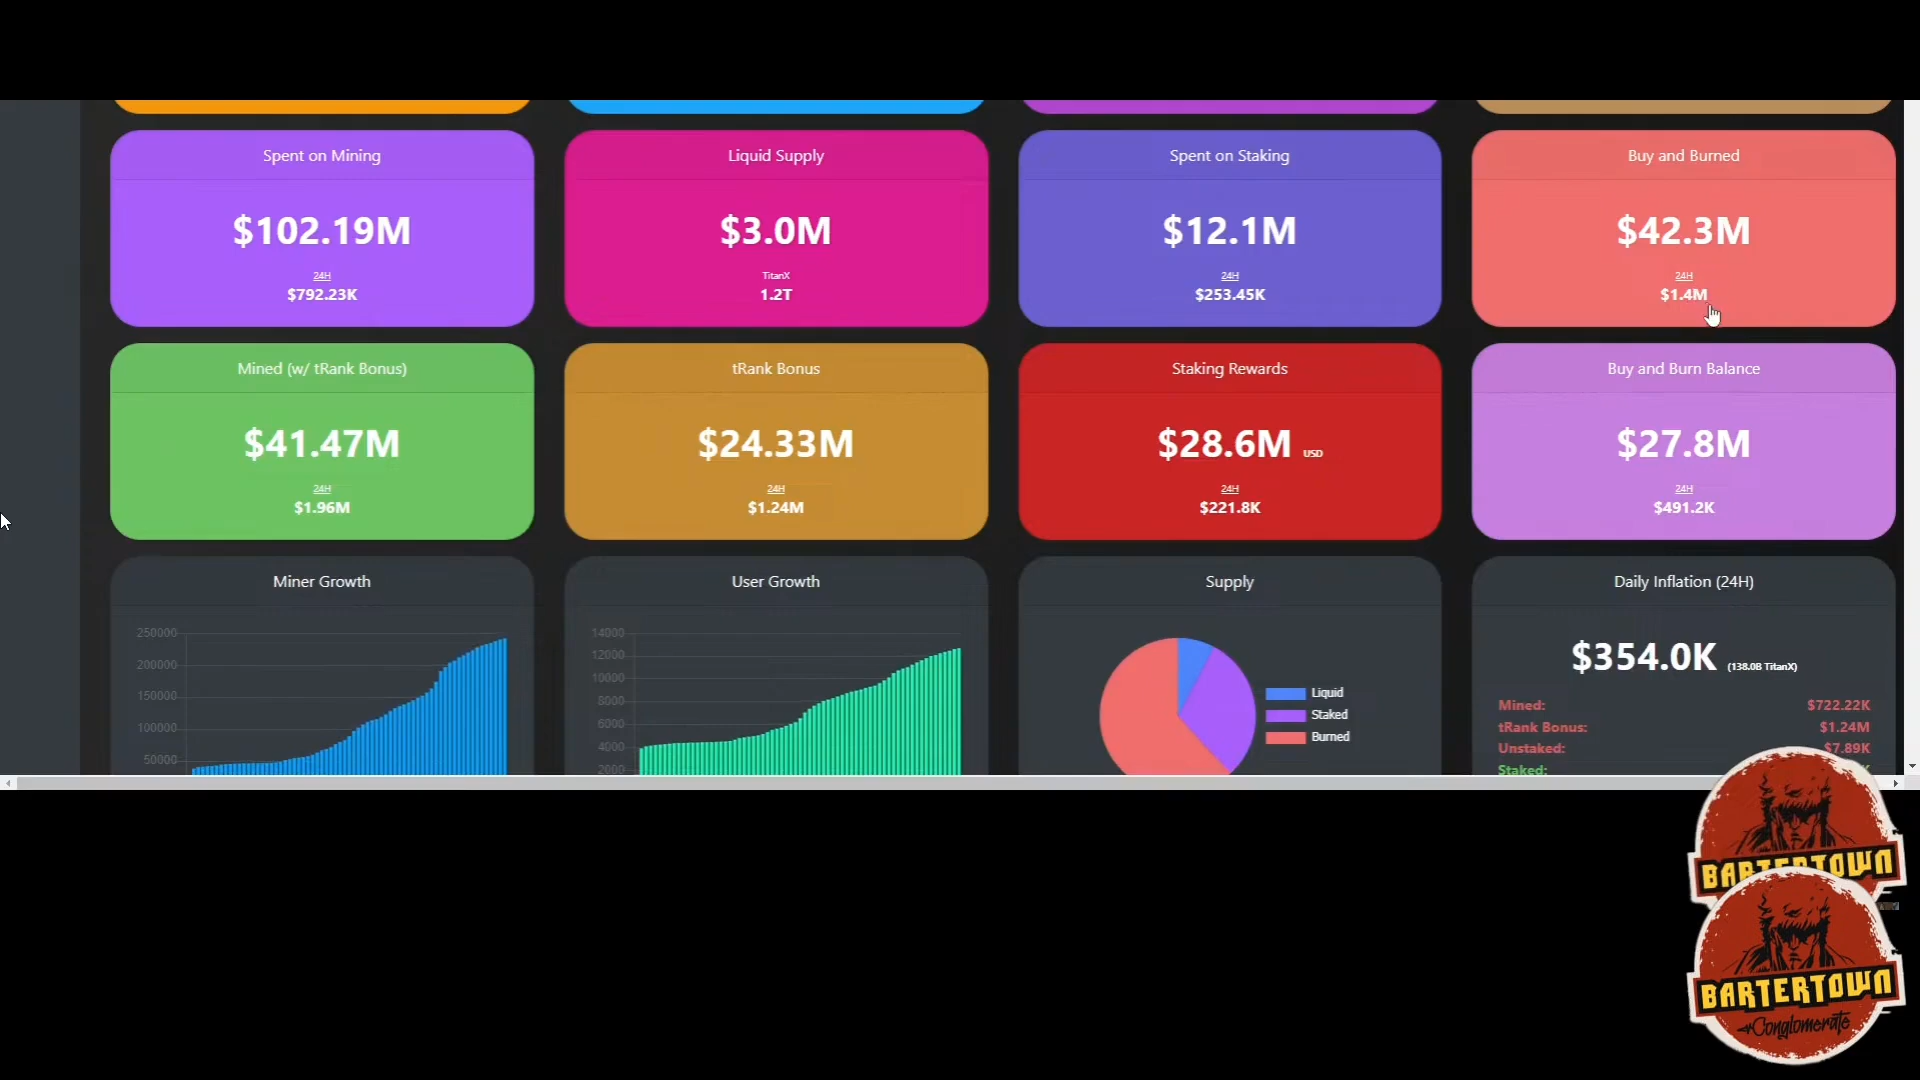 Spent on Mining
$102.19M
24H
$792.23K
Liquid Supply
$3.0M
TitanX
1.2T
Spent on Staking
$12.1M
24H
$253.45K
Buy and Burned
$42.3M
24H
$1.4M
Mined (w/ tRank Bonus)
$41.47M
24H
$1.96M
tRank Bonus
$24.33M
24H
$1.24M
Staking Rewards
$28.6M USD
24H
$221.8K
Buy and Burn Balance
$27.8M
24H
$491.2K
Miner Growth
250000
200000
150000
100000
50000
User Growth
14000
12000
10000
8000
6000
4000
2000
Supply
Liquid
Staked
Burned
Daily Inflation (24H)
$354.0K (138.0B TitanX)
Mined: $722.22K
tRank Bonus: $1.24M
Unstaked: $7.89K
Staked:
BARTERTOWN
BARTERTOWN
Conglomerate